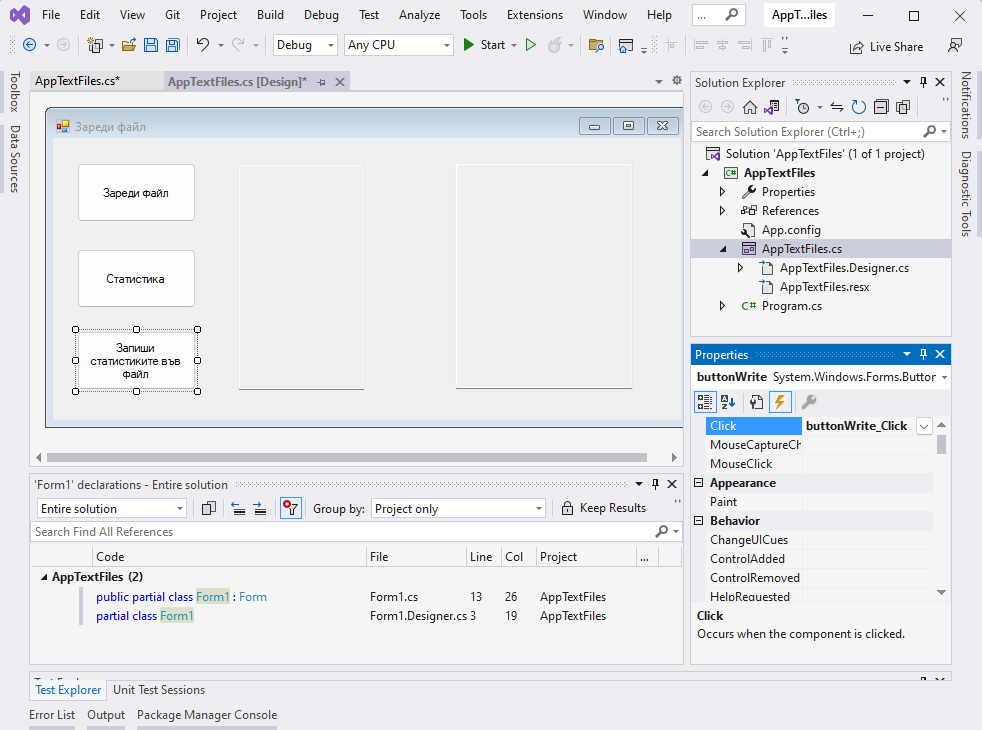 File Edit View Git Project Build Debug Test Analyze Tools Extensions Window Help ... AppT...iles
Debug Any CPU Start Live Share
Toolbox
Data Sources
AppTextFiles.cs*
AppTextFiles.cs [Design]*
Зареди файл
Зареди файл
Статистика
Запиши
статистиките във
файл
'Form1' declarations - Entire solution
Entire solution Group by: Project only Keep Results
Search Find All References
Code File Line Col Project ...
AppTextFiles (2)
public partial class Form1 : Form Form1.cs 13 26 AppTextFiles
partial class Form1 Form1.Designer.cs 3 19 AppTextFiles
Solution Explorer
Search Solution Explorer (Ctrl+;)
Solution 'AppTextFiles' (1 of 1 project)
AppTextFiles
Properties
References
App.config
AppTextFiles.cs
AppTextFiles.Designer.cs
AppTextFiles.resx
Program.cs
Properties
buttonWrite System.Windows.Forms.Button
Click buttonWrite_Click
MouseCaptureCh
MouseClick
Appearance
Paint
Behavior
ChangeUICues
ControlAdded
ControlRemoved
HelpRequested
Click
Occurs when the component is clicked.
Notifications
Diagnostic Tools
Test Explorer Unit Test Sessions
Error List Output Package Manager Console